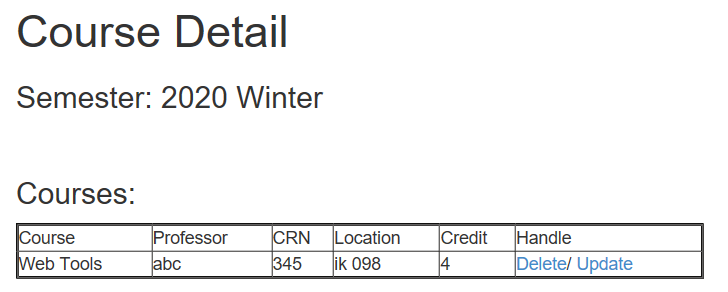 Course Detail
Semester: 2020 Winter
Courses:
Course Professor CRN Location Credit Handle
Web Tools abc 345 ik 098 4 Delete/ Update